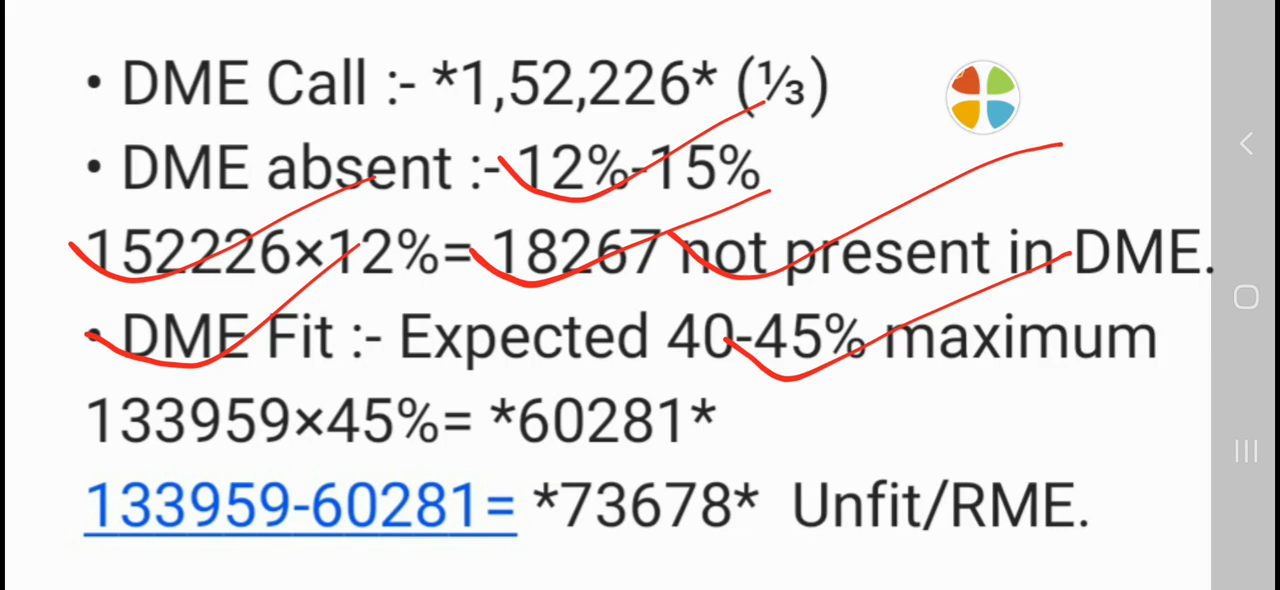 • DME Call :- *1,52,226* (⅓)
• DME absent :- 12%-15%
152226×12%= 18267 not present in DME.
• DME Fit :- Expected 40-45% maximum
133959×45%= *60281*
133959-60281= *73678* Unfit/RME.